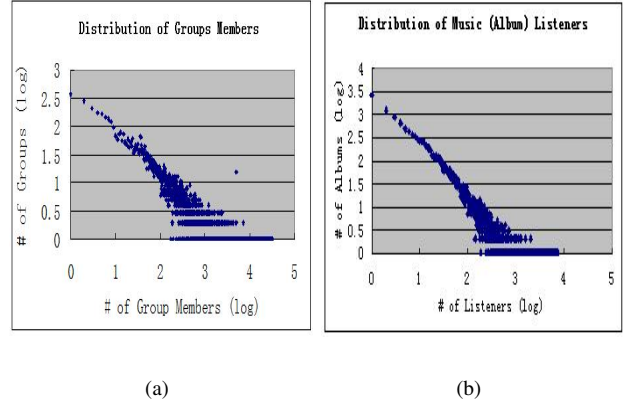 Distribution of Groups Members
# of Groups (log)
3
2.5
2
1.5
1
0.5
0
0 1 2 3 4 5
# of Group Members (log)
(a)
Distribution of Music (Album) Listeners
# of Albums (log)
4
3.5
3
2.5
2
1.5
1
0.5
0
0 1 2 3 4 5
# of Listeners (log)
(b)